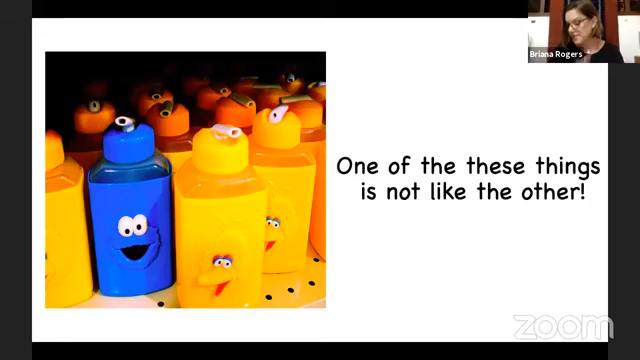 Briana Rogers
One of the these things
is not like the other!
zoom